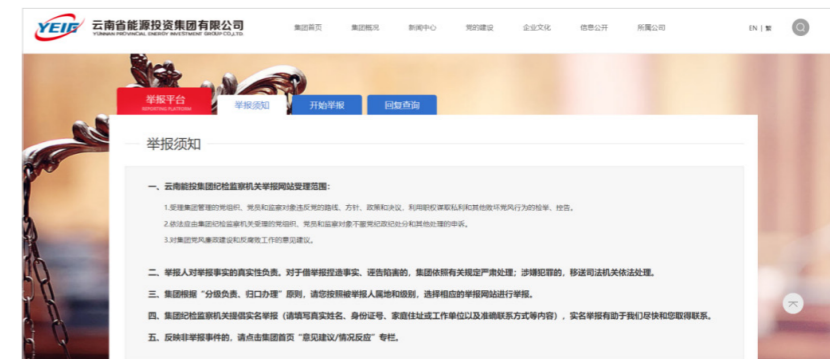 YEIG 云南省能源投资集团有限公司
YUNNAN PROVINCIAL ENERGY INVESTMENT GROUP CO.,LTD.
集团首页 集团概况 新闻中心 党的建设 企业文化 信息公开 所属公司 EN | 繁
举报平台 举报须知 开始举报 回复查询
REPORTING PLATFORM
举报须知
一、云南能投集团纪检监察机关举报网站受理范围：
1.受理集团管理的党组织、党员和监察对象违反党的路线、方针、政策和决议，利用职权谋取私利和其他败坏党风行为的检举、控告。
2.依法应由集团纪检监察机关受理的党组织、党员和监察对象不服党纪政纪处分和其他处理的申诉。
3.对集团党风廉政建设和反腐败工作的意见建议。
二、举报人对举报事实的真实性负责。对于借举报捏造事实、诬告陷害的，集团依照有关规定严肃处理；涉嫌犯罪的，移送司法机关依法处理。
三、集团根据“分级负责、归口办理”原则，请您按照被举报人属地和级别，选择相应的举报网站进行举报。
四、集团纪检监察机关提倡实名举报（请填写真实姓名、身份证号、家庭住址或工作单位以及准确联系方式等内容），实名举报有助于我们尽快和您取得联系。
五、反映非举报事件的，请点击集团首页“意见建议/情况反应”专栏。